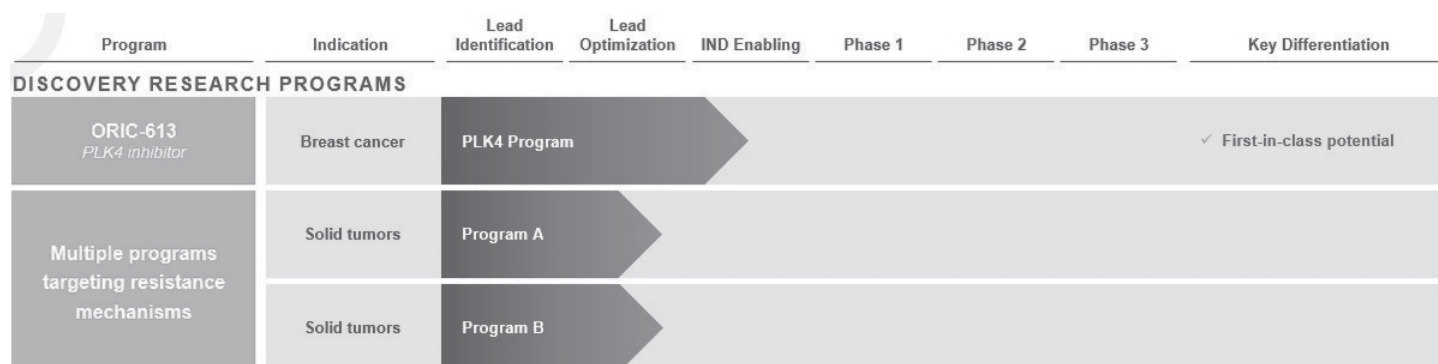 Program
Indication
Lead
Identification
Lead
Optimization
IND Enabling
Phase 1
Phase 2
Phase 3
Key Differentiation
DISCOVERY RESEARCH PROGRAMS
ORIC-613
PLK4 inhibitor
Breast cancer
PLK4 Program
✓ First-in-class potential
Multiple programs
targeting resistance
mechanisms
Solid tumors
Program A
Solid tumors
Program B